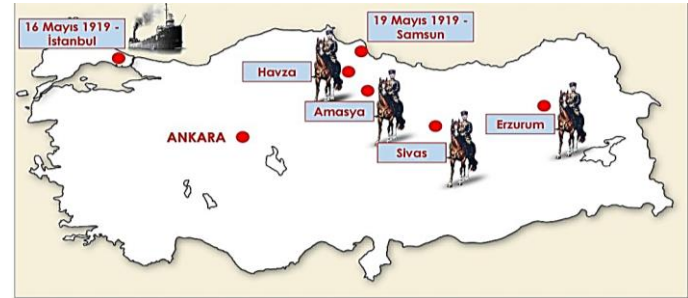 16 Mayıs 1919 -
İstanbul
19 Mayıs 1919 -
Samsun
Havza
Amasya
ANKARA
Sivas
Erzurum